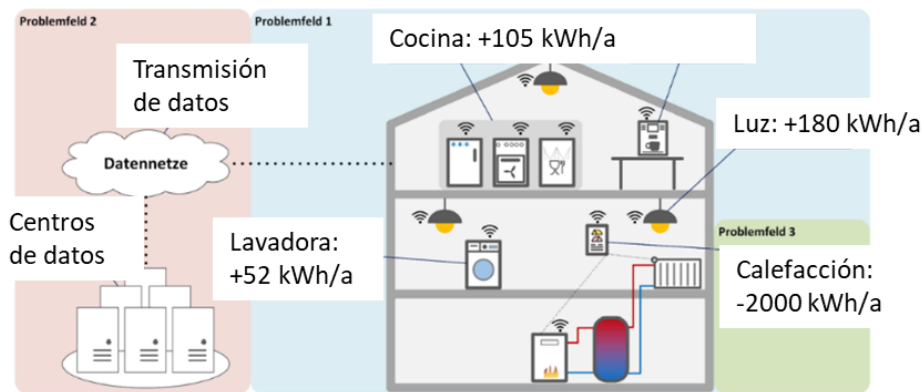 Problemfeld 2
Problemfeld 1
Cocina: +105 kWh/a
Transmisión
de datos
Luz: +180 kWh/a
Datennetze
Centros
de datos
Lavadora:
+52 kWh/a
Problemfeld 3
Calefacción:
-2000 kWh/a